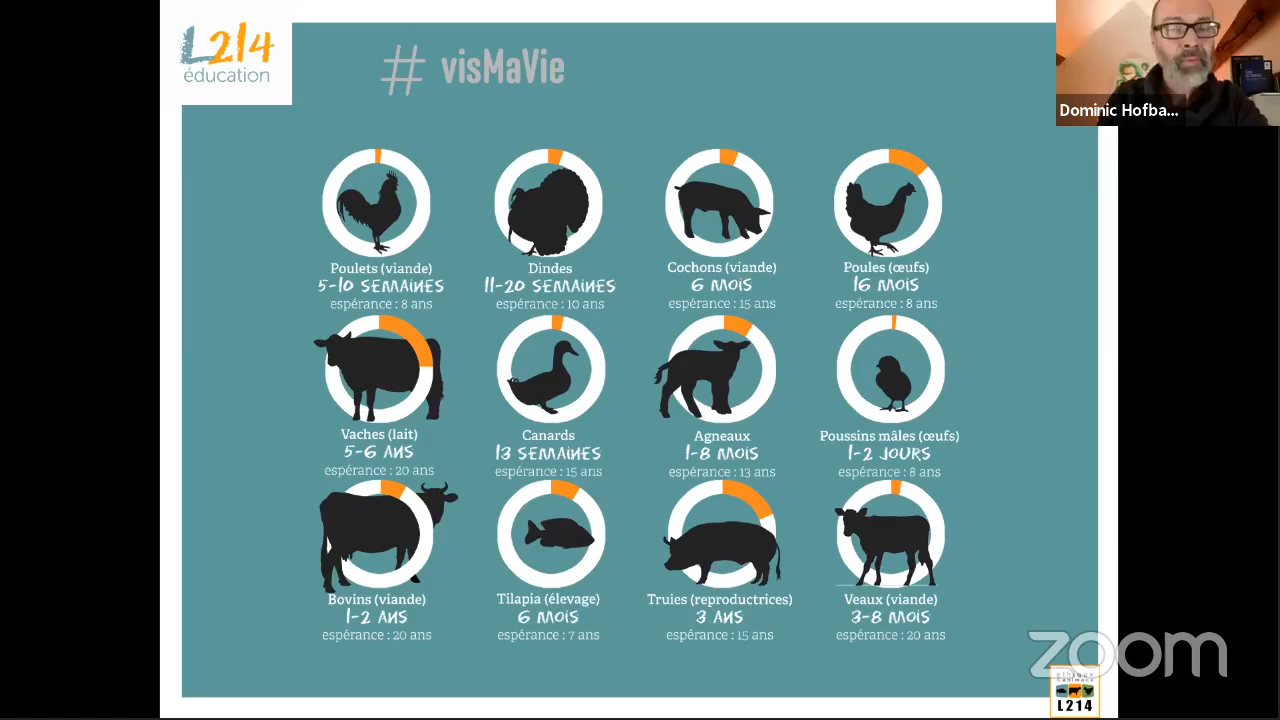 L214
éducation
# visMaVie
Dominic Hofba...
Poulets (viande)
5-10 SEMAINES
espérance : 8 ans
Dindes
11-20 SEMAINES
espérance : 10 ans
Cochons (viande)
6 MOIS
espérance : 15 ans
Poules (œufs)
16 MOIS
espérance : 8 ans
Vaches (lait)
5-6 ANS
espérance : 20 ans
Canards
13 SEMAINES
espérance : 15 ans
Agneaux
1-8 MOIS
espérance : 13 ans
Poussins mâles (œufs)
1-2 JOURS
espérance : 8 ans
Bovins (viande)
1-2 ANS
espérance : 20 ans
Tilapia (élevage)
6 MOIS
espérance : 7 ans
Truies (reproductrices)
3 ANS
espérance : 15 ans
Veaux (viande)
3-8 MOIS
espérance : 20 ans
zoom
éthique
& animaux
L214